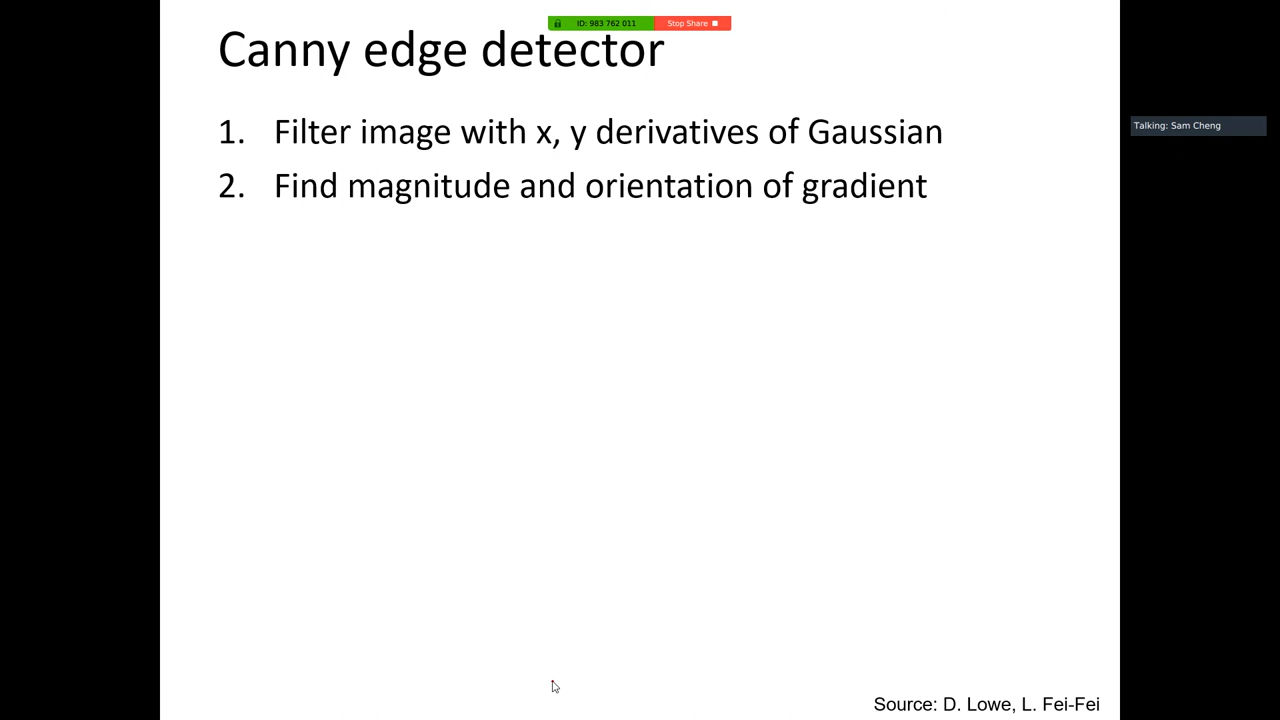 ID: 983 762 011 Stop Share
Canny edge detector
Talking: Sam Cheng
1. Filter image with x, y derivatives of Gaussian
2. Find magnitude and orientation of gradient
Source: D. Lowe, L. Fei-Fei